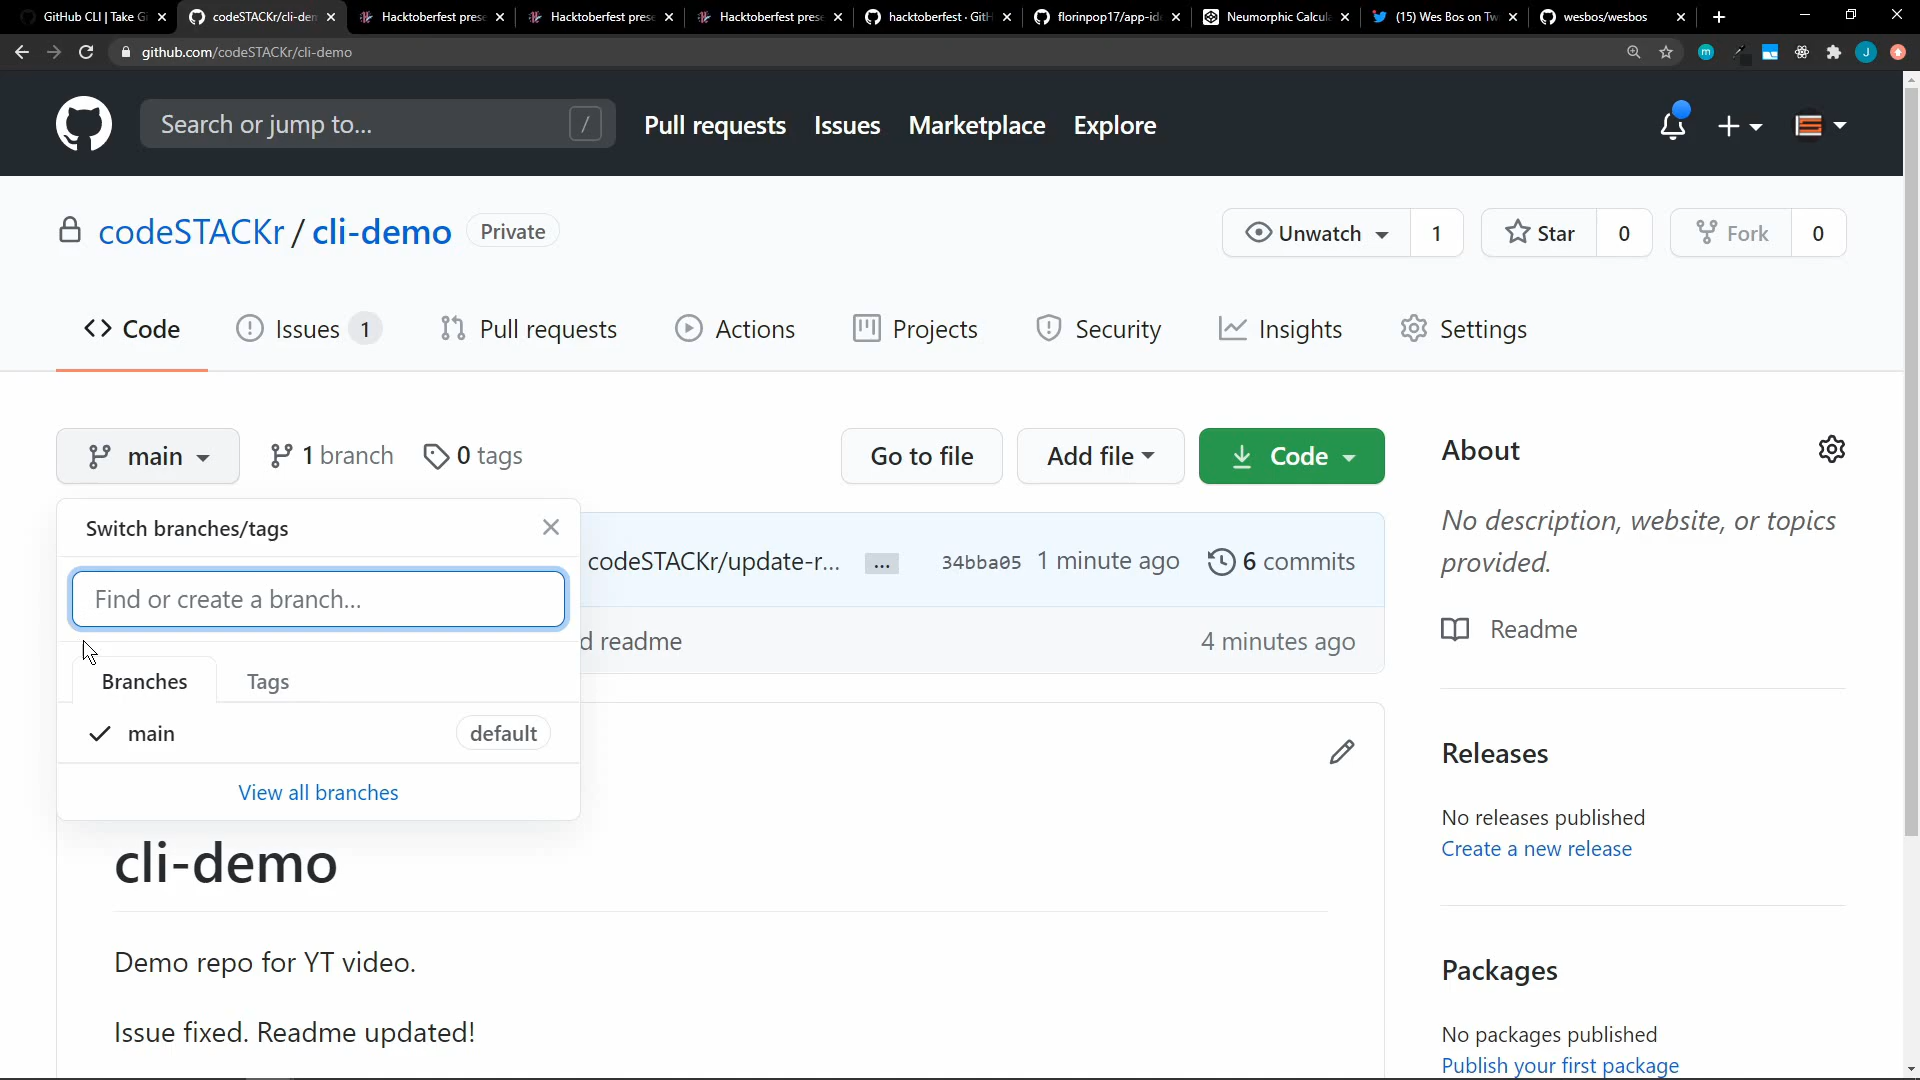 GitHub CLI | Take Gi
codeSTACKr/cli-dem
Hacktoberfest prese
Hacktoberfest prese
Hacktoberfest prese
hacktoberfest · GitH
florinpop17/app-id
Neumorphic Calcula
(15) Wes Bos on Tw
wesbos/wesbos
github.com/codeSTACKr/cli-demo
J
Search or jump to...
/
Pull requests
Issues
Marketplace
Explore
codeSTACKr / cli-demo
Private
Unwatch
1
Star
0
Fork
0
Code
Issues 1
Pull requests
Actions
Projects
Security
Insights
Settings
main
1 branch
0 tags
Go to file
Add file
Code
Switch branches/tags
Find or create a branch...
Branches
Tags
main
default
View all branches
codeSTACKr/update-r...
...
34bba05
1 minute ago
6 commits
d readme
4 minutes ago
cli-demo
Demo repo for YT video.
Issue fixed. Readme updated!
About
No description, website, or topics
provided.
Readme
Releases
No releases published
Create a new release
Packages
No packages published
Publish your first package